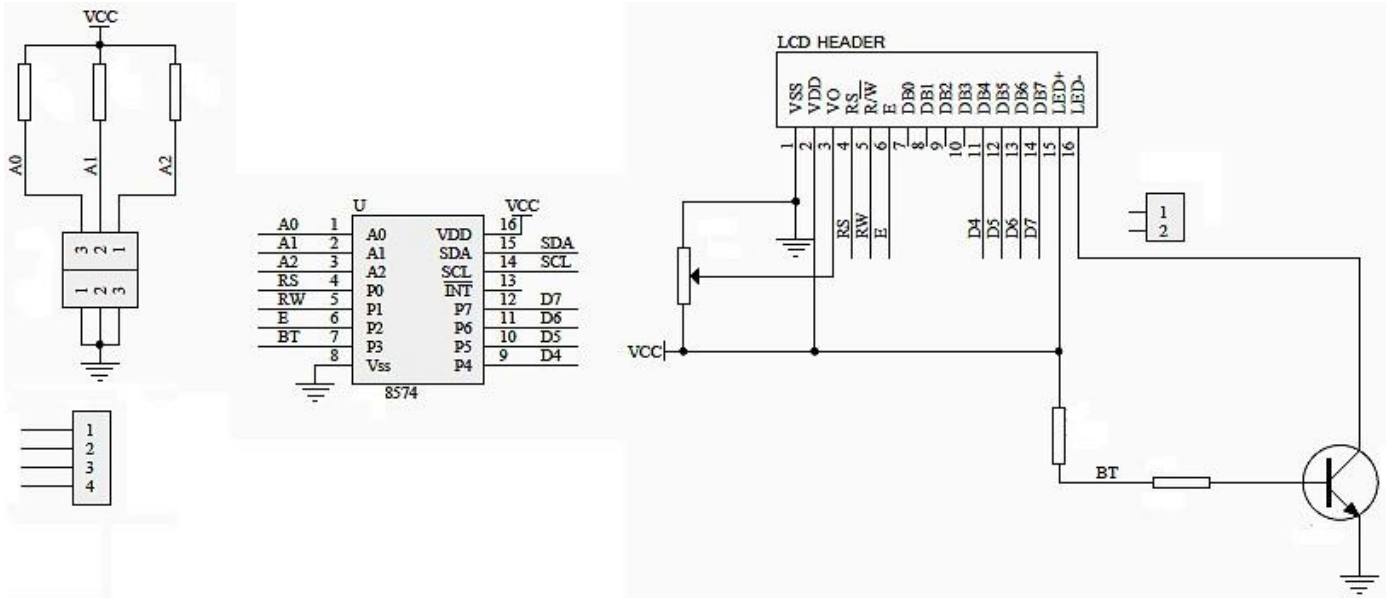 VCC
A0
A1
A2
3 2 1
1 2 3
1
2
3
4
U
VCC
A0 1 A0 VDD 16
A1 2 A1 SDA 15 SDA
A2 3 A2 SCL 14 SCL
RS 4 P0 INT 13
RW 5 P1 P7 12 D7
E 6 P2 P6 11 D6
BT 7 P3 P5 10 D5
8 Vss P4 9 D4
8574
LCD HEADER
VSS VDD VO RS R/W E DB0 DB1 DB2 DB3 DB4 DB5 DB6 DB7 LED+ LED-
1 2 3 4 5 6 7 8 9 10 11 12 13 14 15 16
RS RW E D4 D5 D6 D7
1
2
VCC
BT